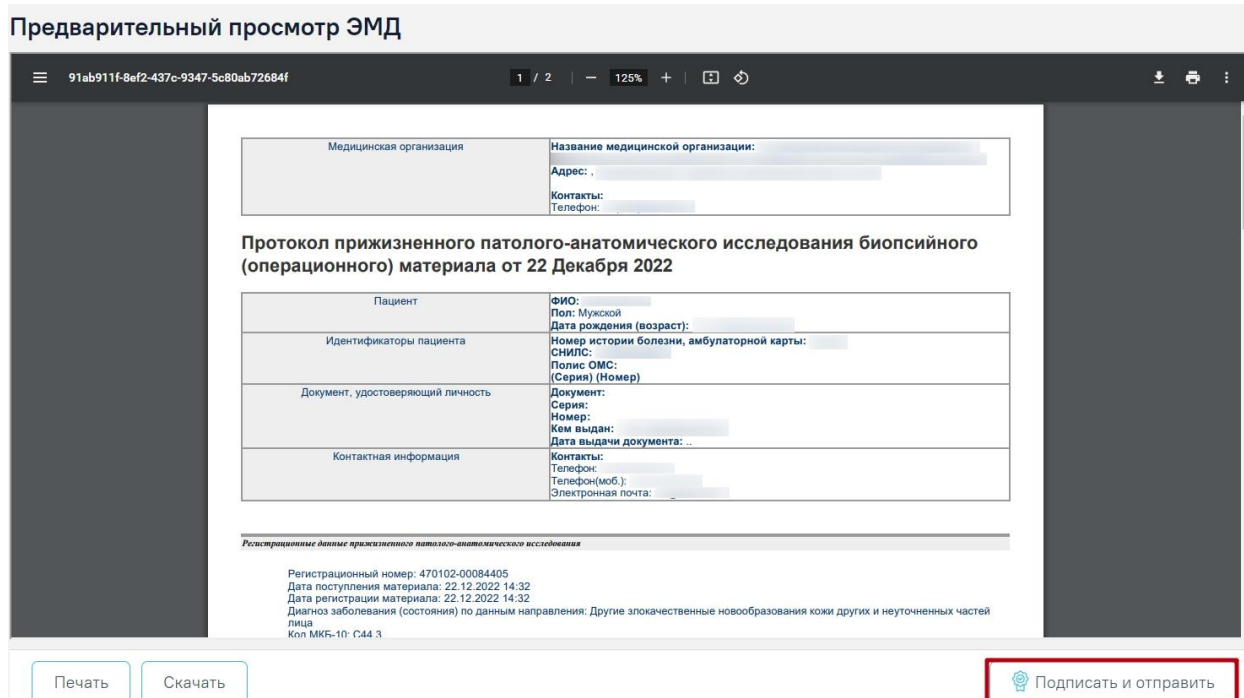 Предварительный просмотр ЭМД
91ab911f-8ef2-437c-9347-5c80ab72684f
1 / 2 | − 125% + |
Медицинская организация
Название медицинской организации:
Адрес: ,
Контакты:
Телефон:
Протокол прижизненного патолого-анатомического исследования биопсийного
(операционного) материала от 22 Декабря 2022
Пациент
ФИО:
Пол: Мужской
Дата рождения (возраст):
Идентификаторы пациента
Номер истории болезни, амбулаторной карты:
СНИЛС:
Полис ОМС:
(Серия) (Номер)
Документ, удостоверяющий личность
Документ:
Серия:
Номер:
Кем выдан:
Дата выдачи документа: ..
Контактная информация
Контакты:
Телефон:
Телефон(моб.):
Электронная почта:
Регистрационные данные прижизненного патолого-анатомического исследования
Регистрационный номер: 470102-00084405
Дата поступления материала: 22.12.2022 14:32
Дата регистрации материала: 22.12.2022 14:32
Диагноз заболевания (состояния) по данным направления: Другие злокачественные новообразования кожи других и неуточненных частей
лица
Код МКБ-10: C44.3
Печать
Скачать
Подписать и отправить